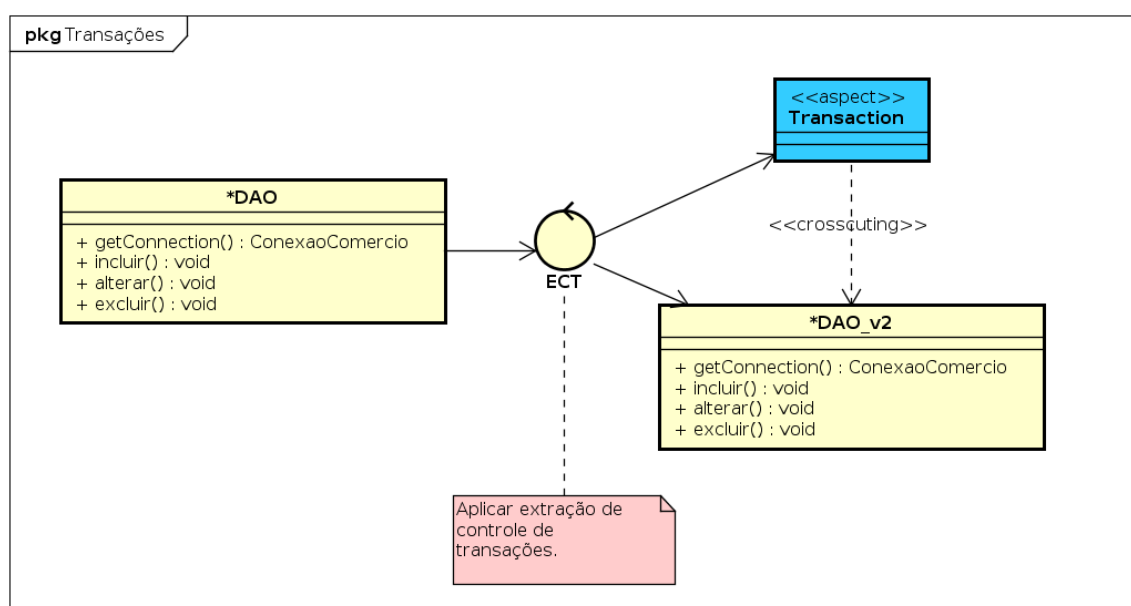 pkg Transações
<<aspect>>
Transaction
*DAO
+ getConnection() : ConexaoComercio
+ incluir() : void
+ alterar() : void
+ excluir() : void
<<crosscuting>>
ECT
*DAO_v2
+ getConnection() : ConexaoComercio
+ incluir() : void
+ alterar() : void
+ excluir() : void
Aplicar extração de
controle de
transações.